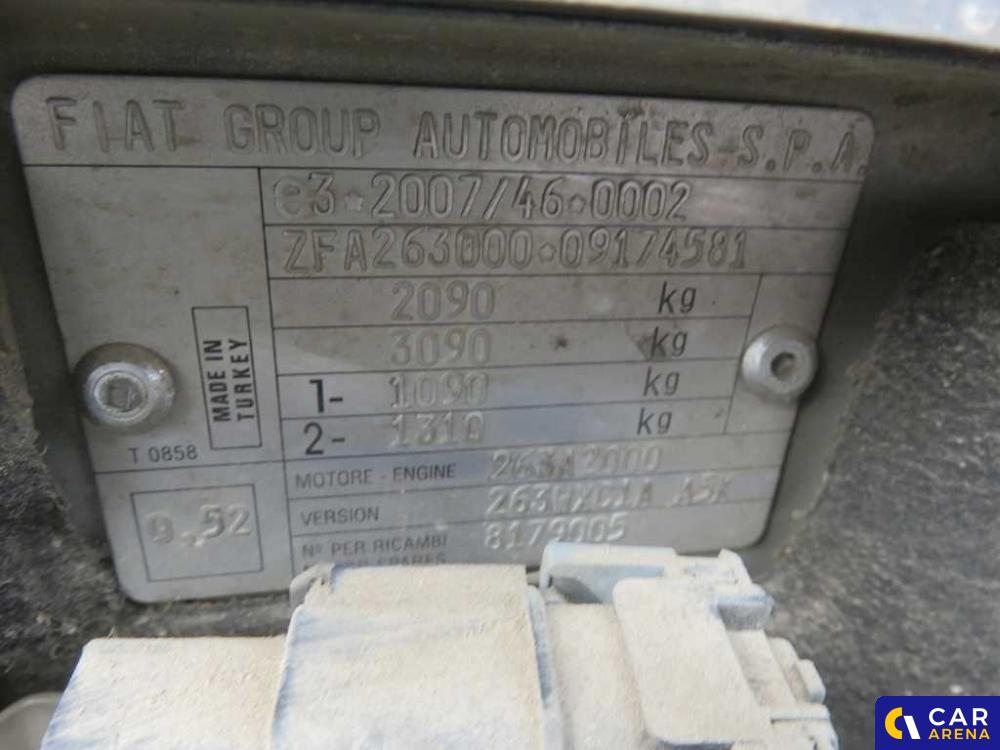 FIAT GROUP AUTOMOBILES S.P.A.
e3*2007/46*0002
ZFA263000*09174581
2090 kg
3090 kg
1- 1090 kg
2- 1310 kg
MADE IN TURKEY
T 0858
MOTORE - ENGINE 263A2000
VERSION
9.52
N° PER RICAMBI 8179005
CAR ARENA